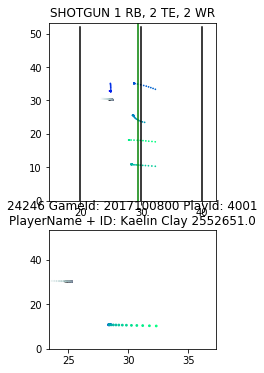 SHOTGUN 1 RB, 2 TE, 2 WR
50
40
30
20
10
0
20 30 40
24246 GameId: 2017100800 PlayId: 4001
PlayerName + ID: Kaelin Clay 2552651.0
40
20
0
25 30 35